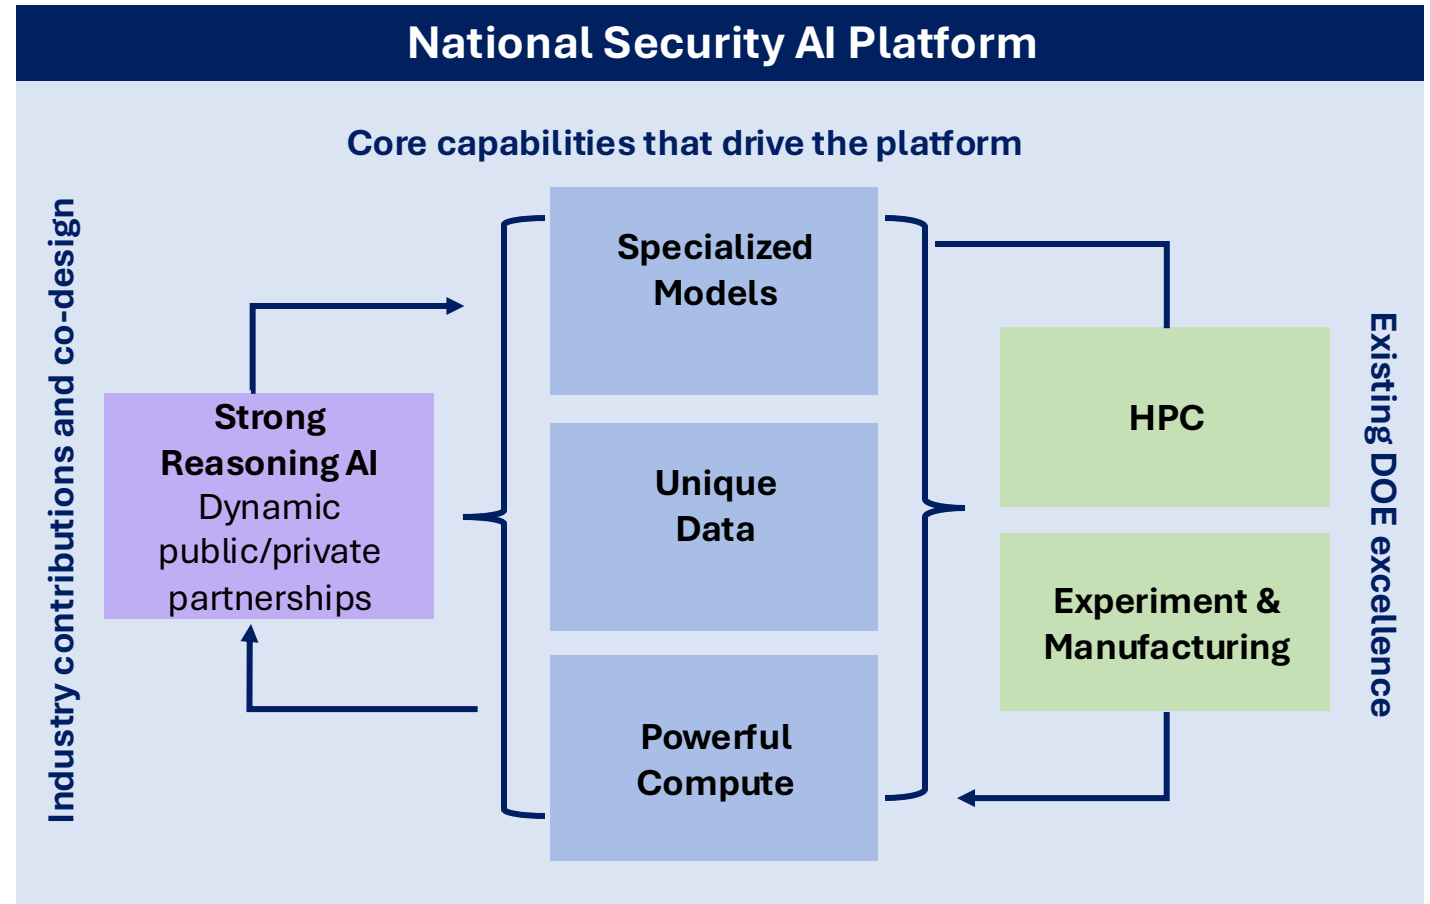 National Security AI Platform
Core capabilities that drive the platform
Industry contributions and co-design
Strong
Reasoning AI
Dynamic
public/private
partnerships
Specialized
Models
Unique
Data
Powerful
Compute
HPC
Experiment &
Manufacturing
Existing DOE excellence